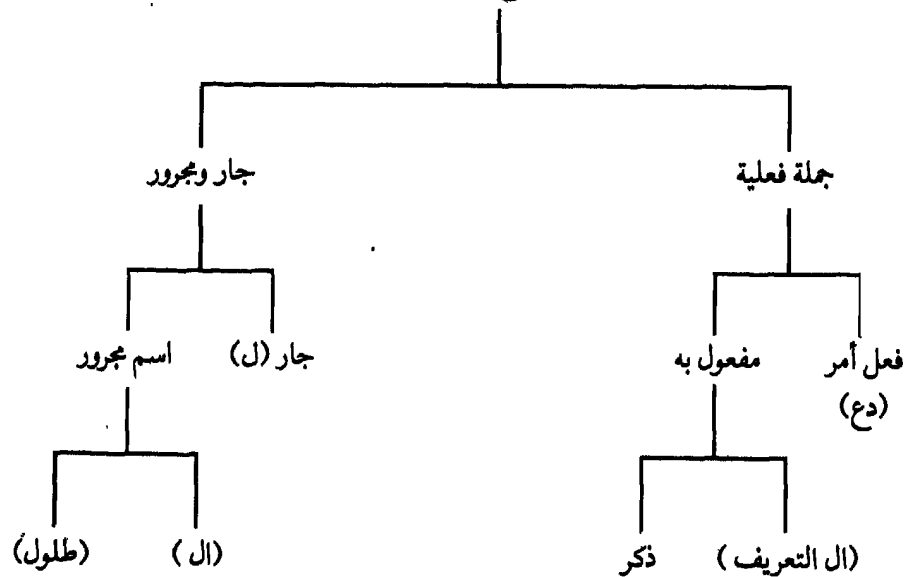 جملة فعلية جار ومجرور
فعل أمر مفعول به جار (ل) اسم مجرور
(دع)
(ال التعريف) ذكر (ال) (طلول)